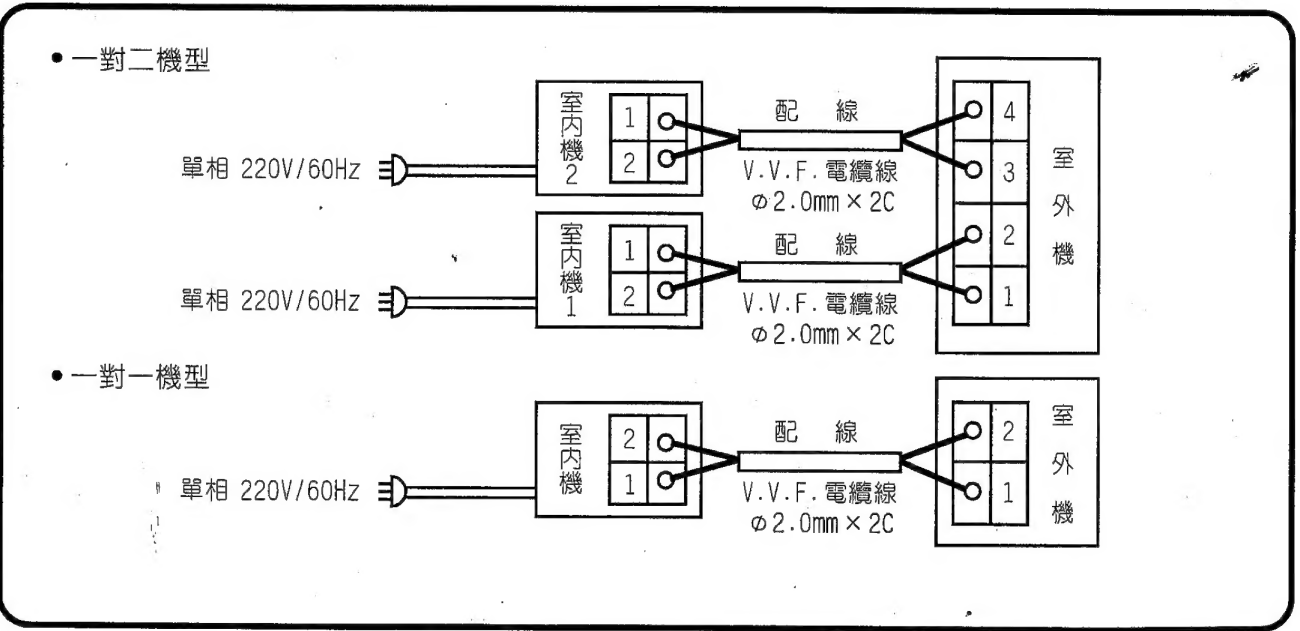 • 一對二機型
單相 220V/60Hz
室內機2
1
2
配 線
V.V.F.電纜線
φ2.0mm×2C
4
3
2
1
室外機
單相 220V/60Hz
室內機1
1
2
配 線
V.V.F.電纜線
φ2.0mm×2C
• 一對一機型
單相 220V/60Hz
室內機
2
1
配 線
V.V.F.電纜線
φ2.0mm×2C
2
1
室外機